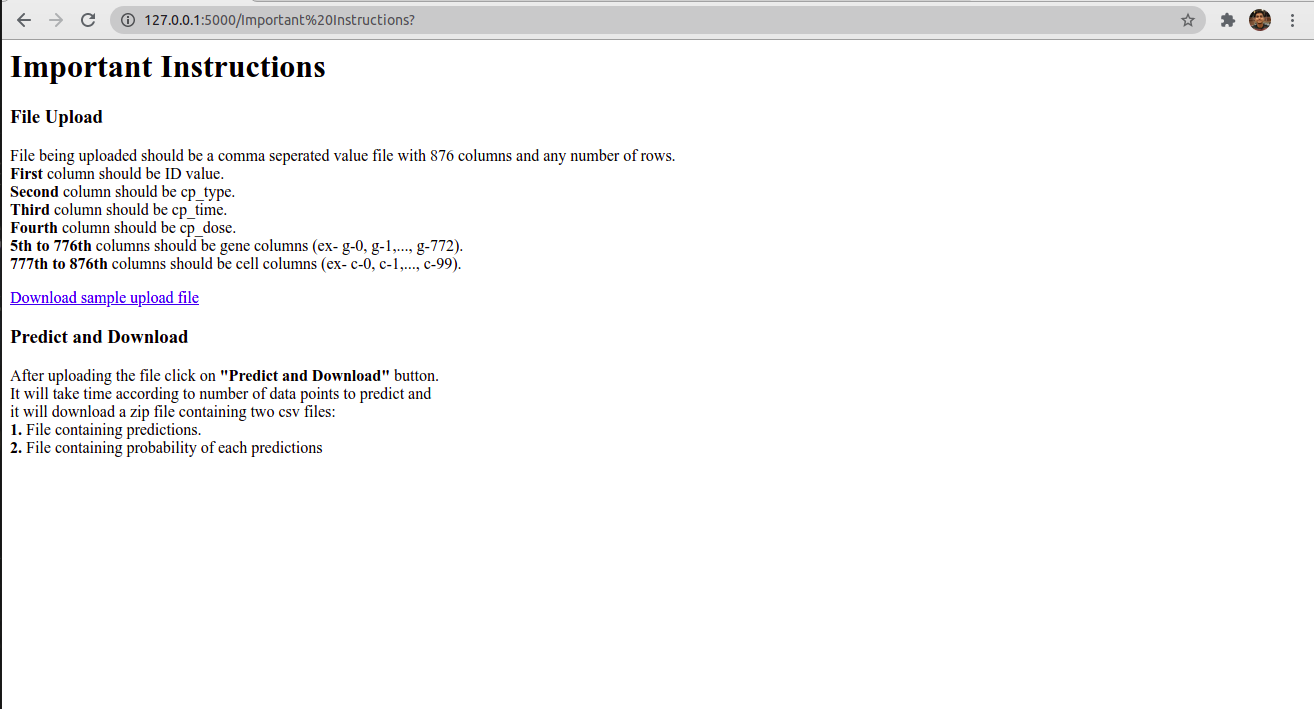 127.0.0.1:5000/Important%20Instructions?
Important Instructions
File Upload
File being uploaded should be a comma seperated value file with 876 columns and any number of rows.
First column should be ID value.
Second column should be cp_type.
Third column should be cp_time.
Fourth column should be cp_dose.
5th to 776th columns should be gene columns (ex- g-0, g-1,..., g-772).
777th to 876th columns should be cell columns (ex- c-0, c-1,..., c-99).
Download sample upload file
Predict and Download
After uploading the file click on "Predict and Download" button.
It will take time according to number of data points to predict and
it will download a zip file containing two csv files:
1. File containing predictions.
2. File containing probability of each predictions